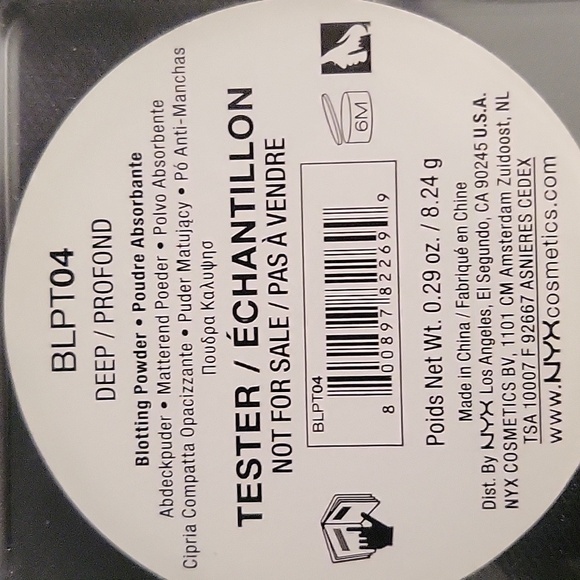 BLPT04
DEEP / PROFOND
Blotting Powder • Poudre Absorbante
Abdeckpuder • Matterend Poeder • Polvo Absorbente
Cipria Compatta Opacizzante • Puder Matujący • Pó Anti-Manchas
Πουδρα Καλυψησ
TESTER / ÉCHANTILLON
NOT FOR SALE / PAS À VENDRE
BLPT04
8 00897 82269 9
6M
Poids Net Wt. 0.29 oz. / 8.24 g
Made in China / Fabriqué en Chine
Dist. By NYX Los Angeles, El Segundo, CA 90245 U.S.A.
NYX COSMETICS BV, 1101 CM Amsterdam Zuidoost, NL
TSA 10007 F 92667 ASNIERES CEDEX
www.NYXcosmetics.com